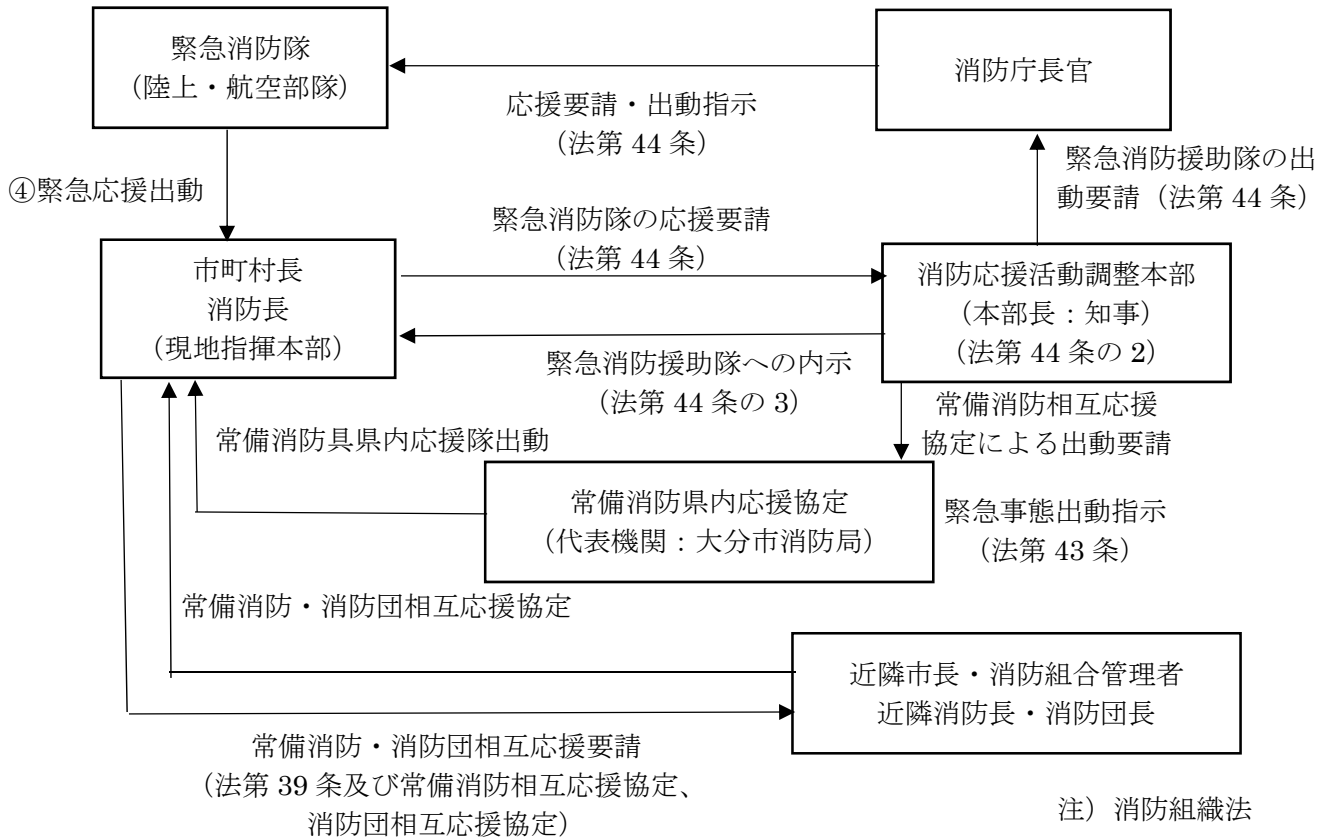 緊急消防隊
（陸上・航空部隊）
消防庁長官
応援要請・出動指示
（法第 44 条）
緊急消防援助隊の出
動要請（法第 44 条）
④緊急応援出動
緊急消防隊の応援要請
（法第 44 条）
市町村長
消防長
（現地指揮本部）
消防応援活動調整本部
（本部長：知事）
（法第 44 条の 2）
緊急消防援助隊への内示
（法第 44 条の 3）
常備消防相互応援
協定による出動要請
常備消防具県内応援隊出動
常備消防県内応援協定
（代表機関：大分市消防局）
緊急事態出動指示
（法第 43 条）
常備消防・消防団相互応援協定
近隣市長・消防組合管理者
近隣消防長・消防団長
常備消防・消防団相互応援要請
（法第 39 条及び常備消防相互応援協定、
消防団相互応援協定）
注）消防組織法